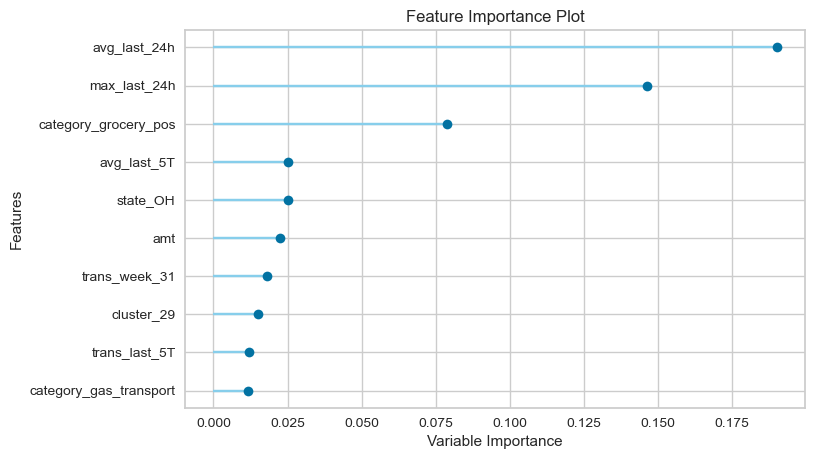 Feature Importance Plot
Features
avg_last_24h
max_last_24h
category_grocery_pos
avg_last_5T
state_OH
amt
trans_week_31
cluster_29
trans_last_5T
category_gas_transport
0.000 0.025 0.050 0.075 0.100 0.125 0.150 0.175
Variable Importance